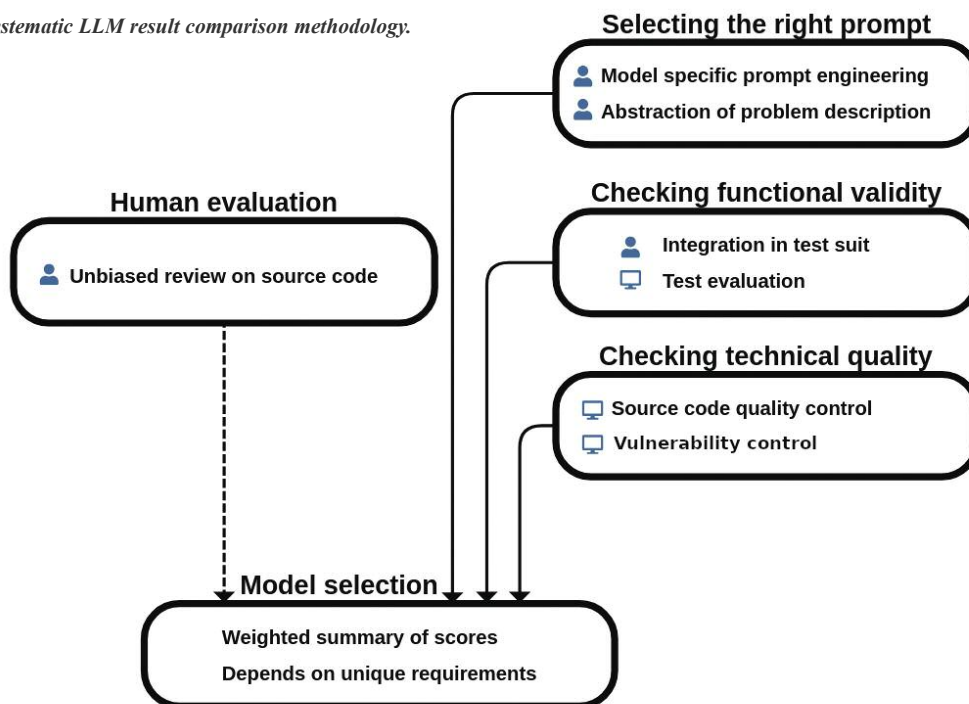 stematic LLM result comparison methodology.
Selecting the right prompt
Model specific prompt engineering
Abstraction of problem description
Human evaluation
Unbiased review on source code
Checking functional validity
Integration in test suit
Test evaluation
Checking technical quality
Source code quality control
Vulnerability control
Model selection
Weighted summary of scores
Depends on unique requirements